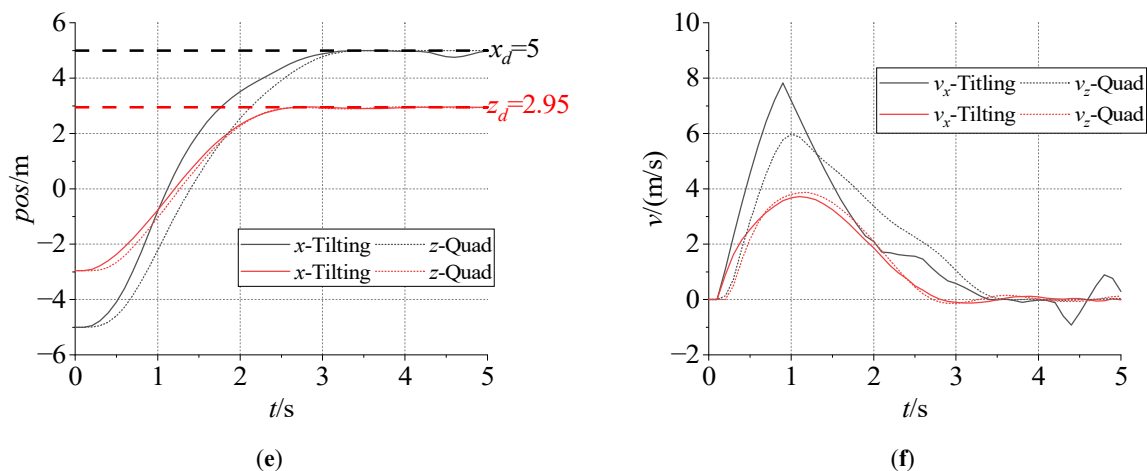 6
4
2
0
−2
−4
−6
pos/m
x_d=5
z_d=2.95
x-Tilting z-Quad
x-Tilting z-Quad
0 1 2 3 4 5
t/s
(e)
10
8
6
4
2
0
−2
v/(m/s)
v_x-Titling v_z-Quad
v_x-Tilting v_z-Quad
0 1 2 3 4 5
t/s
(f)